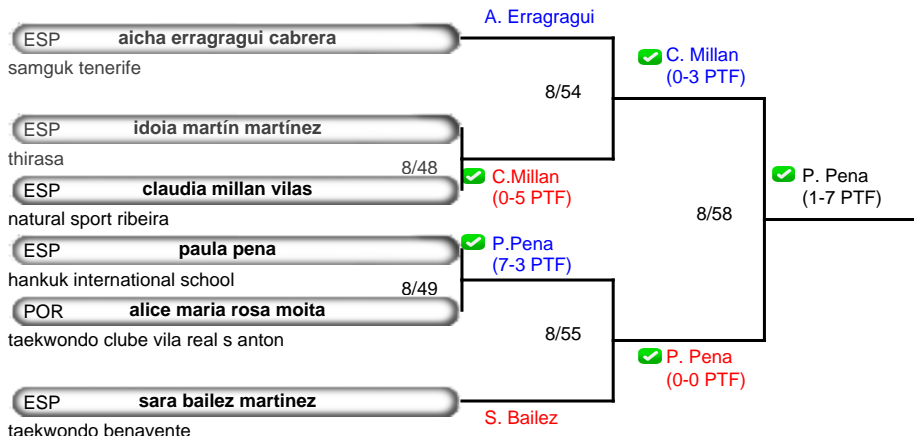 A. Erragragui
ESP aicha erragragui cabrera
samguk tenerife
C. Millan
(0-3 PTF)
8/54
ESP idoia martín martínez
thirasa
8/48
C.Millan
(0-5 PTF)
ESP claudia millan vilas
natural sport ribeira
P. Pena
(1-7 PTF)
8/58
ESP paula pena
hankuk international school
P.Pena
(7-3 PTF)
8/49
POR alice maria rosa moita
taekwondo clube vila real s anton
8/55
P. Pena
(0-0 PTF)
ESP sara bailez martinez
S. Bailez
taekwondo benavente